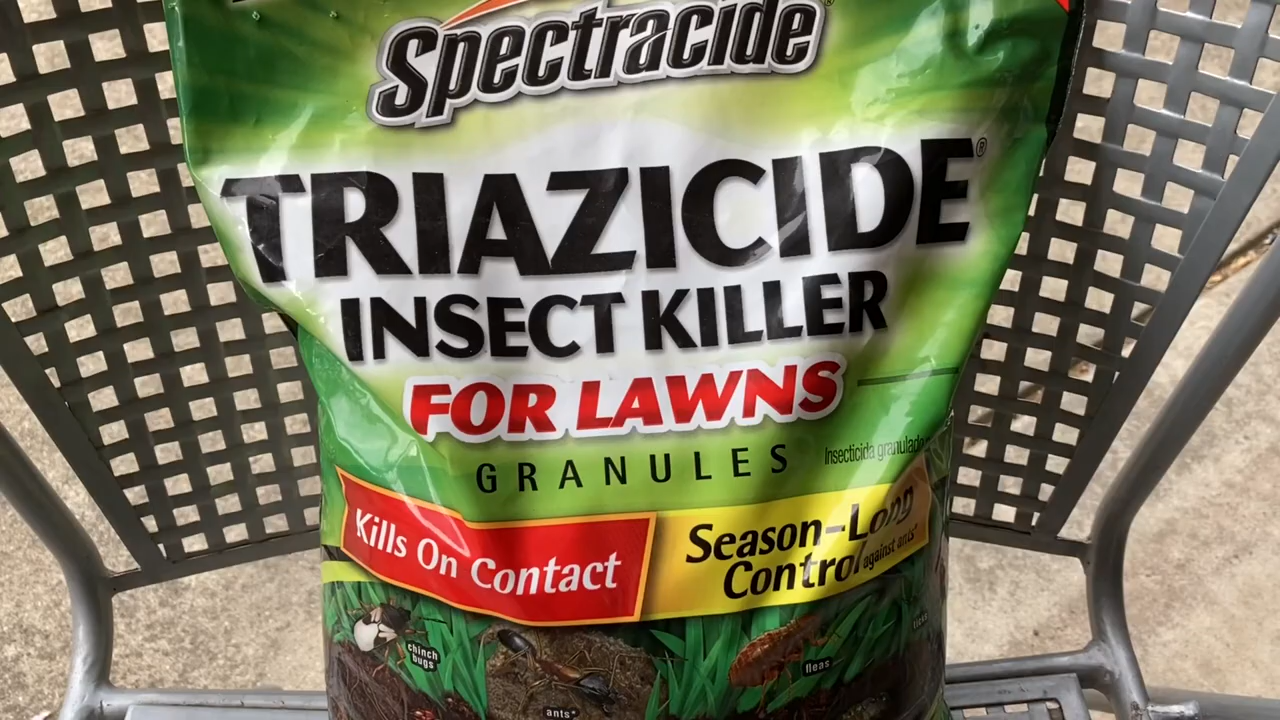 Spectracide®
TRIAZICIDE®
INSECT KILLER
FOR LAWNS
GRANULES
Insecticida granulado
Kills On Contact
Season-Long
Control against ants*
chinch
bugs
ants*
fleas
ticks